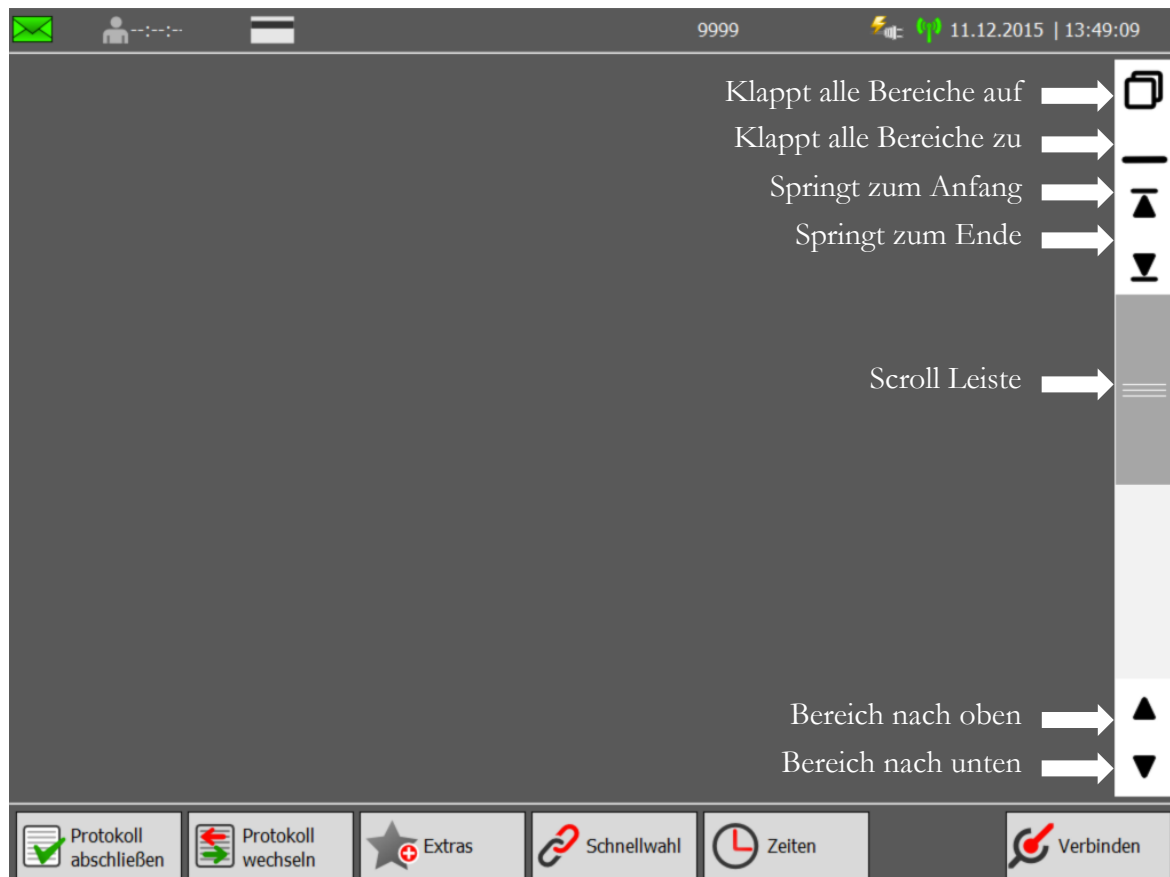 --:--:--
9999
11.12.2015 | 13:49:09
Klappt alle Bereiche auf
Klappt alle Bereiche zu
Springt zum Anfang
Springt zum Ende
Scroll Leiste
Bereich nach oben
Bereich nach unten
Protokoll
abschließen
Protokoll
wechseln
Extras
Schnellwahl
Zeiten
Verbinden